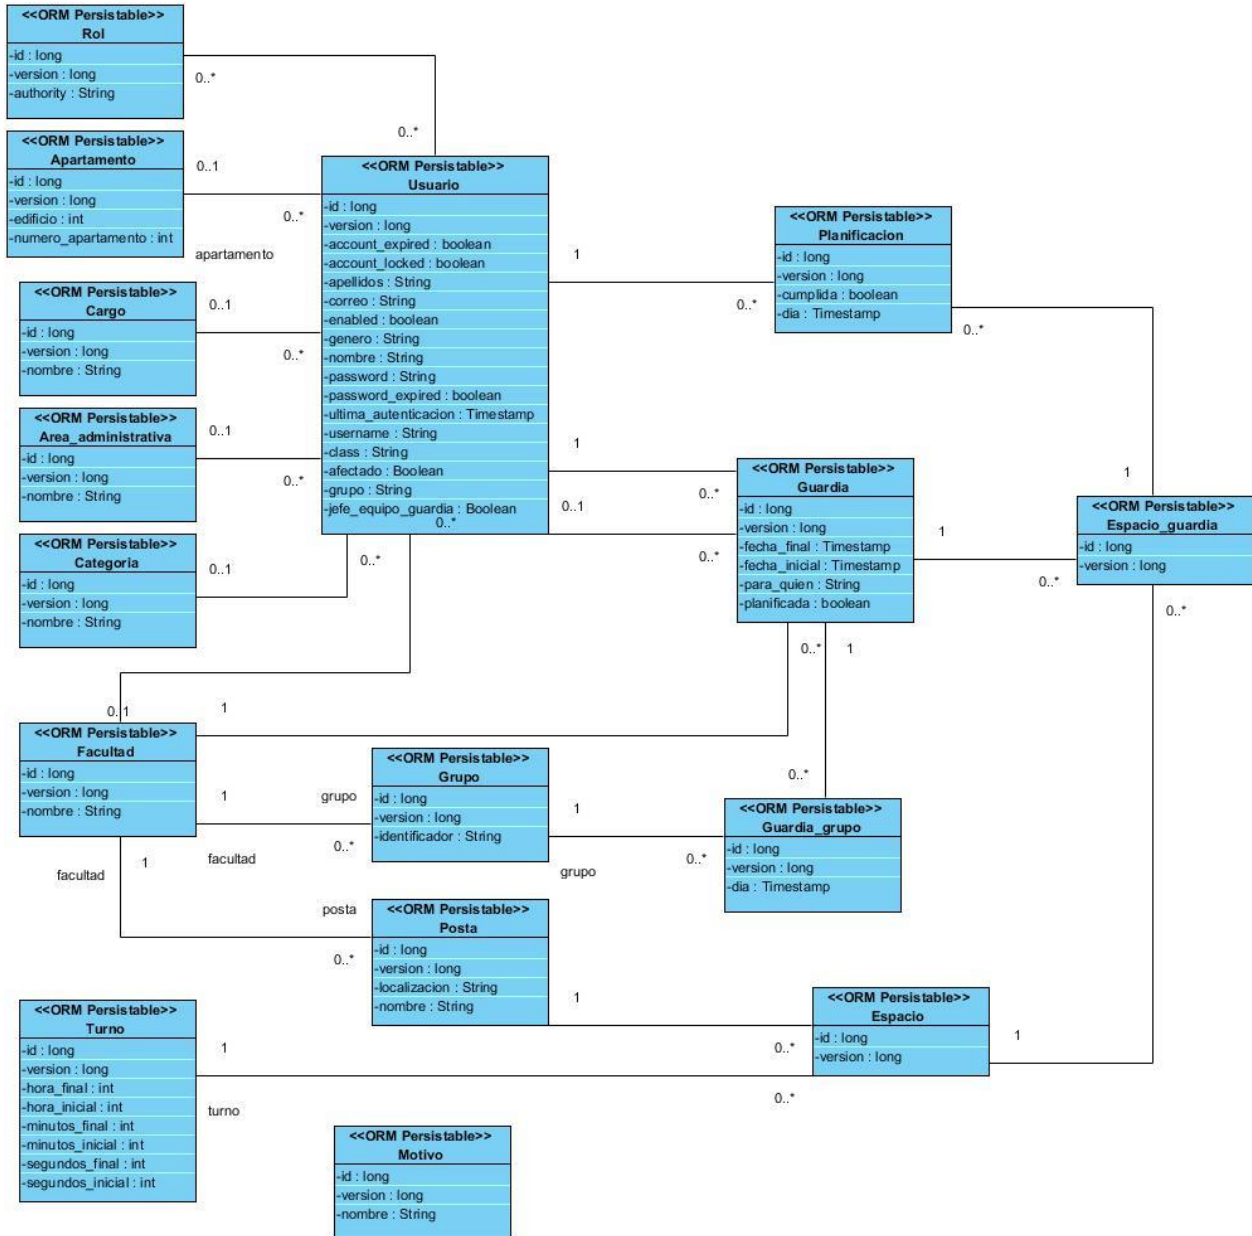 <<ORM Persistable>>
Rol
-id : long
-version : long
-authority : String
0..*
0..*
<<ORM Persistable>>
Apartamento
-id : long
-version : long
-edificio : int
-numero_apartamento : int
0..1
0..*
apartamento
<<ORM Persistable>>
Usuario
-id : long
-version : long
-account_expired : boolean
-account_locked : boolean
-apellidos : String
-correo : String
-enabled : boolean
-genero : String
-nombre : String
-password : String
-password_expired : boolean
-ultima_autenticacion : Timestamp
-username : String
-class : String
-afectado : Boolean
-grupo : String
-jefe_equipo_guardia : Boolean
0..*
<<ORM Persistable>>
Planificacion
-id : long
-version : long
-cumplida : boolean
-dia : Timestamp
1
0..*
0..*
<<ORM Persistable>>
Cargo
-id : long
-version : long
-nombre : String
0..1
0..*
<<ORM Persistable>>
Area_administrativa
-id : long
-version : long
-nombre : String
0..1
0..*
<<ORM Persistable>>
Guardia
-id : long
-version : long
-fecha_final : Timestamp
-fecha_inicial : Timestamp
-para_quien : String
-planificada : boolean
1
0..*
0..1
0..*
1
<<ORM Persistable>>
Espacio_guardia
-id : long
-version : long
1
0..*
0..*
<<ORM Persistable>>
Categoria
-id : long
-version : long
-nombre : String
0..1
0..*
0..*
1
0..1
1
<<ORM Persistable>>
Facultad
-id : long
-version : long
-nombre : String
1
grupo
0..*
facultad
<<ORM Persistable>>
Grupo
-id : long
-version : long
-identificador : String
1
0..*
grupo
0..*
<<ORM Persistable>>
Guardia_grupo
-id : long
-version : long
-dia : Timestamp
1
facultad
posta
0..*
<<ORM Persistable>>
Posta
-id : long
-version : long
-localizacion : String
-nombre : String
1
0..*
<<ORM Persistable>>
Espacio
-id : long
-version : long
1
<<ORM Persistable>>
Turno
-id : long
-version : long
-hora_final : int
-hora_inicial : int
-minutos_final : int
-minutos_inicial : int
-segundos_final : int
-segundos_inicial : int
1
turno
0..*
<<ORM Persistable>>
Motivo
-id : long
-version : long
-nombre : String